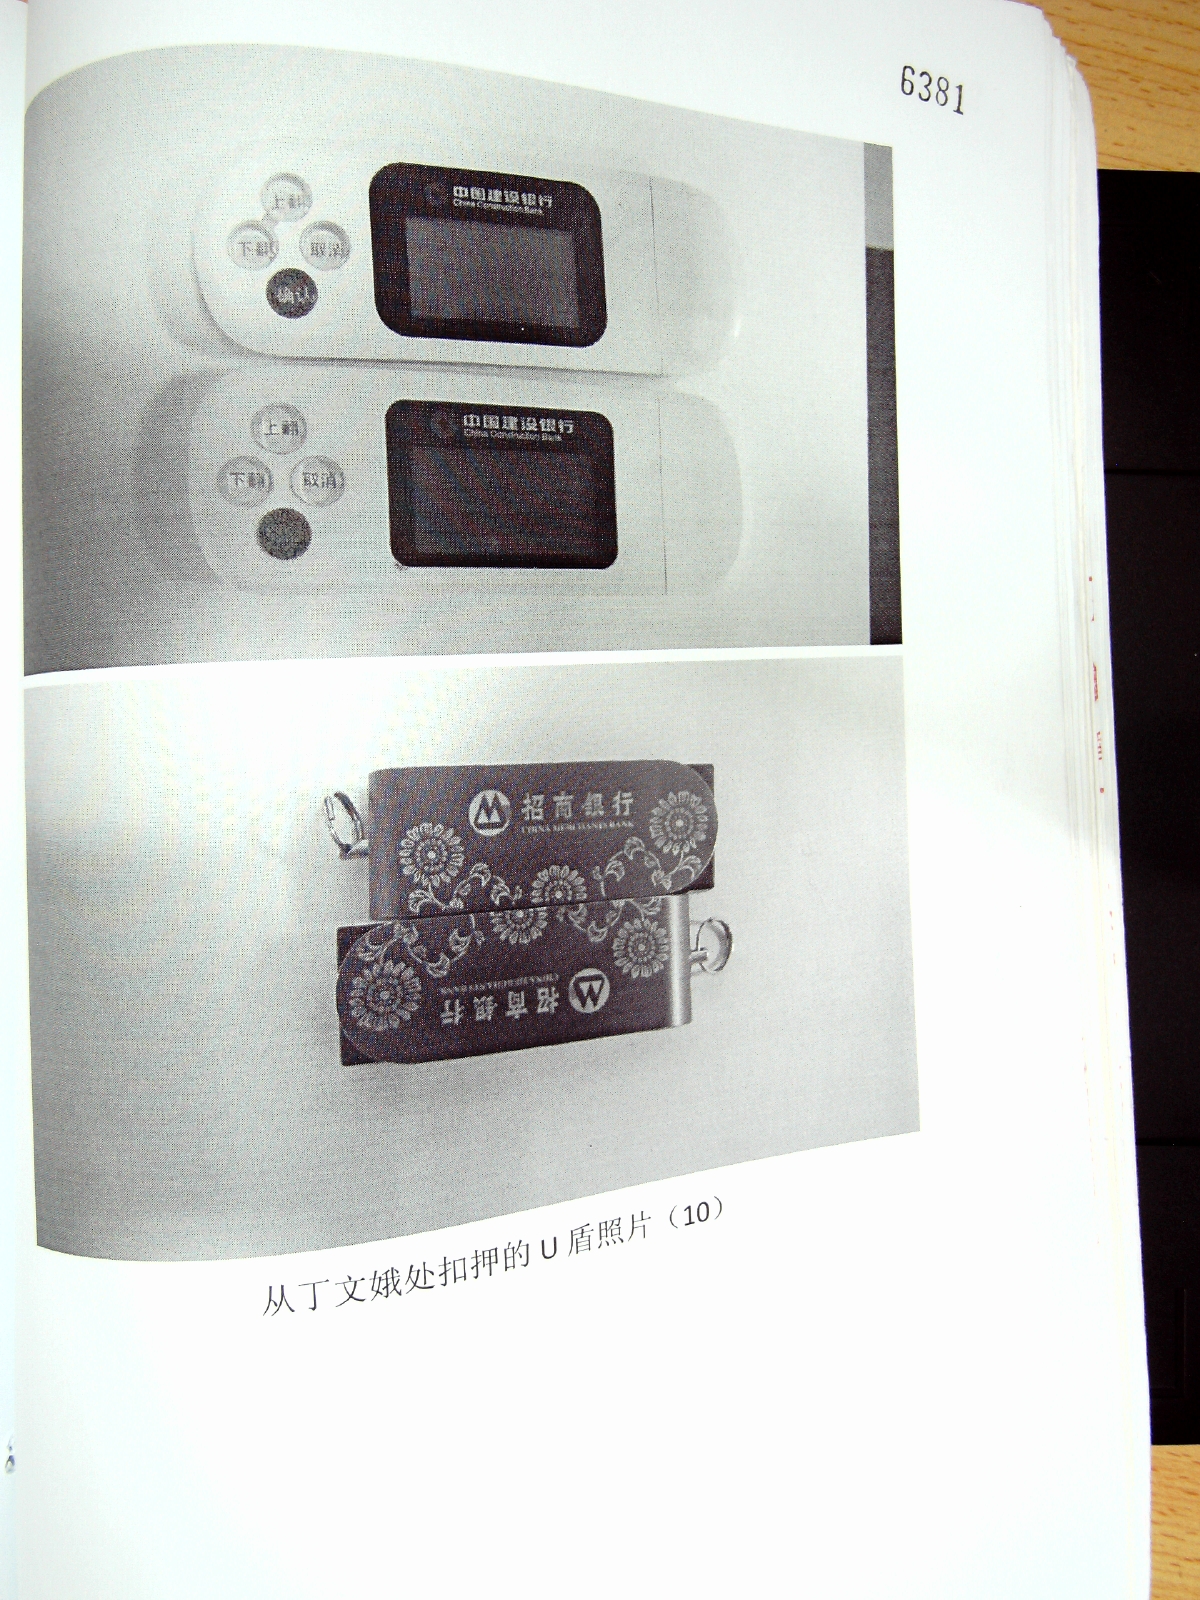 6381
中国建设银行
China Construction Bank
上翻
下翻 取消
确认
中国建设银行
China Construction Bank
上翻
下翻 取消
招商银行
CHINA MERCHANTS BANK
招商银行
CHINA MERCHANTS BANK
从丁文娥处扣押的 U 盾照片（10）